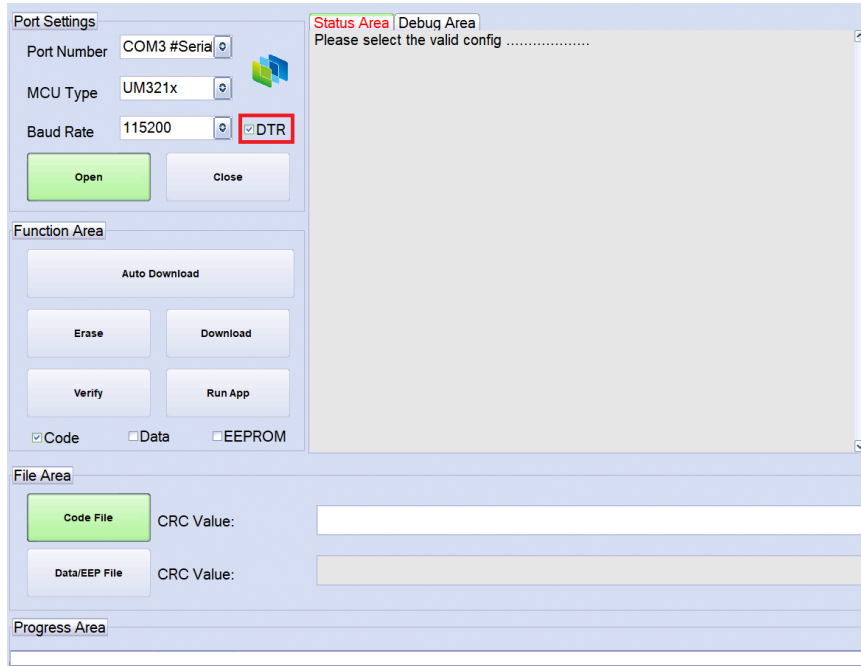 Port Settings
Port Number
COM3 #Serial
MCU Type
UM321x
Baud Rate
115200
DTR
Open
Close
Function Area
Auto Download
Erase
Download
Verify
Run App
Code
Data
EEPROM
Status Area
Debug Area
Please select the valid config ...................
File Area
Code File
CRC Value:
Data/EEP File
CRC Value:
Progress Area